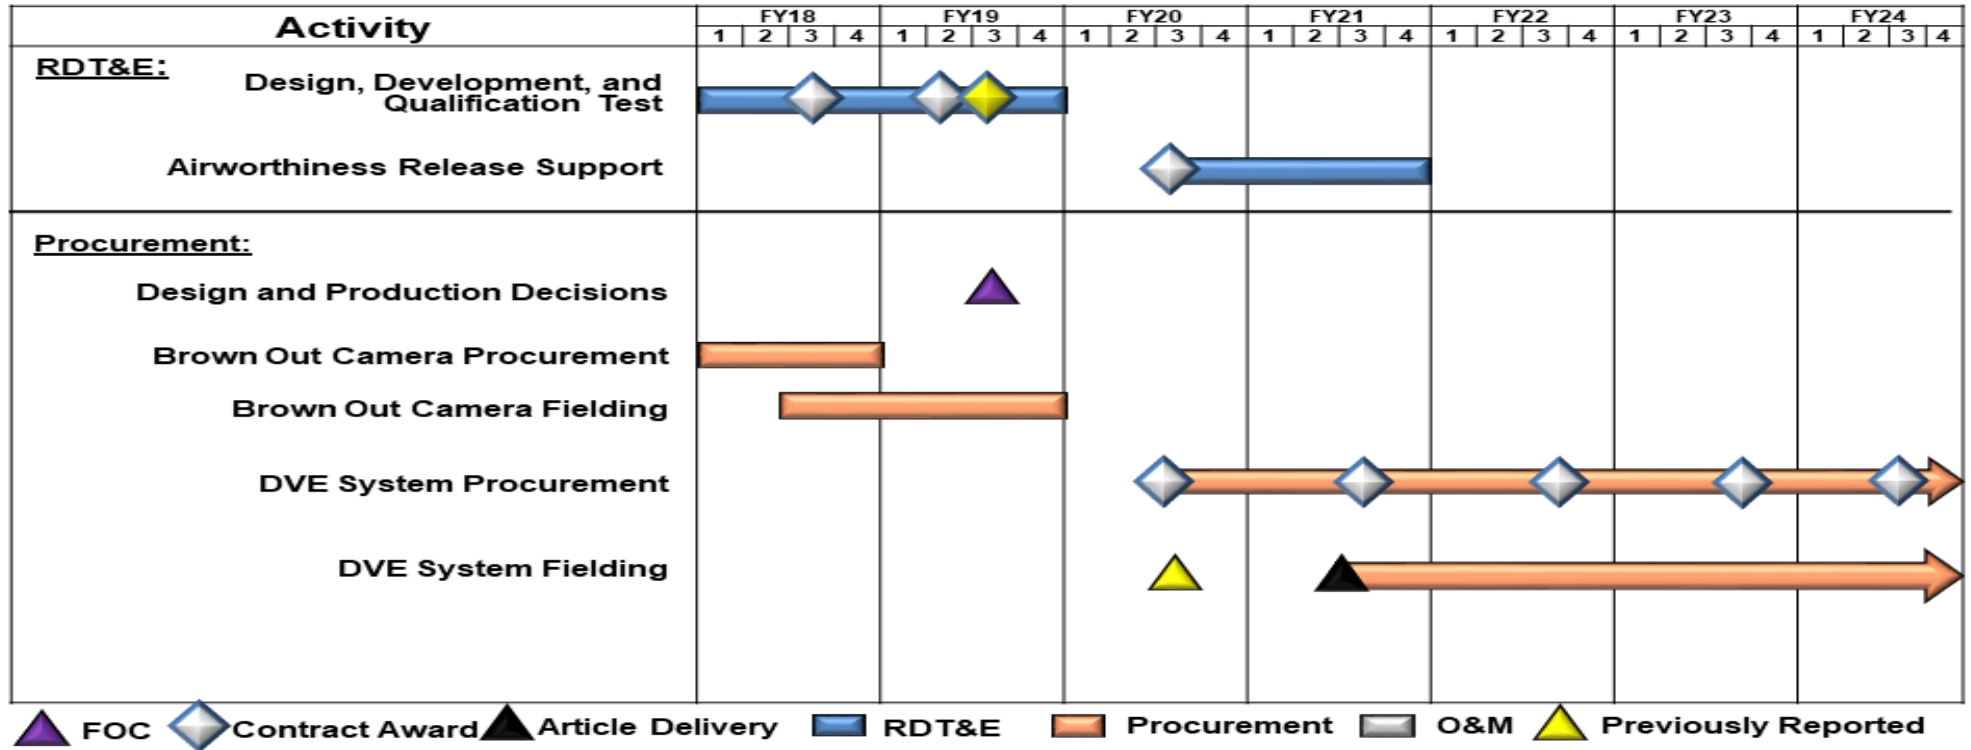 Activity FY18 FY19 FY20 FY21 FY22 FY23 FY24
1 2 3 4 1 2 3 4 1 2 3 4 1 2 3 4 1 2 3 4 1 2 3 4 1 2 3 4
RDT&E:
Design, Development, and
Qualification Test
Airworthiness Release Support
Procurement:
Design and Production Decisions
Brown Out Camera Procurement
Brown Out Camera Fielding
DVE System Procurement
DVE System Fielding
FOC Contract Award Article Delivery RDT&E Procurement O&M Previously Reported